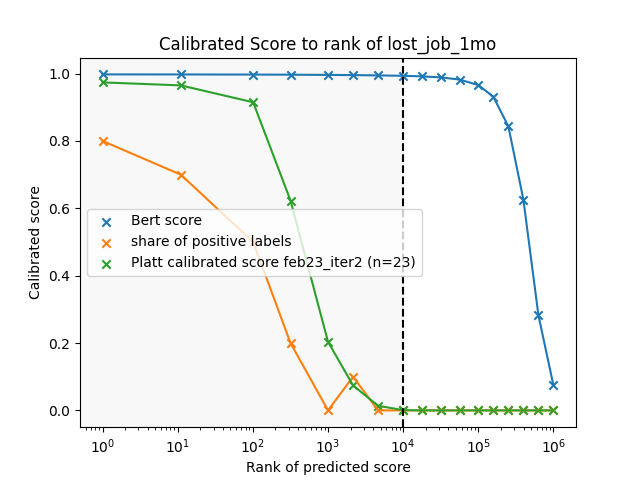 Calibrated Score to rank of lost_job_1mo
1.0
0.8
0.6
0.4
0.2
0.0
Calibrated score
Bert score
share of positive labels
Platt calibrated score feb23_iter2 (n=23)
10⁰ 10¹ 10² 10³ 10⁴ 10⁵ 10⁶
Rank of predicted score